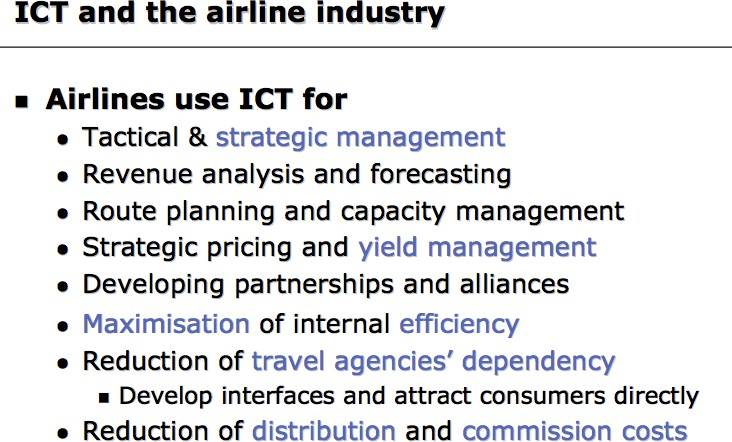 ICT and the airline industry
■ Airlines use ICT for
● Tactical & strategic management
● Revenue analysis and forecasting
● Route planning and capacity management
● Strategic pricing and yield management
● Developing partnerships and alliances
● Maximisation of internal efficiency
● Reduction of travel agencies’ dependency
■ Develop interfaces and attract consumers directly
● Reduction of distribution and commission costs